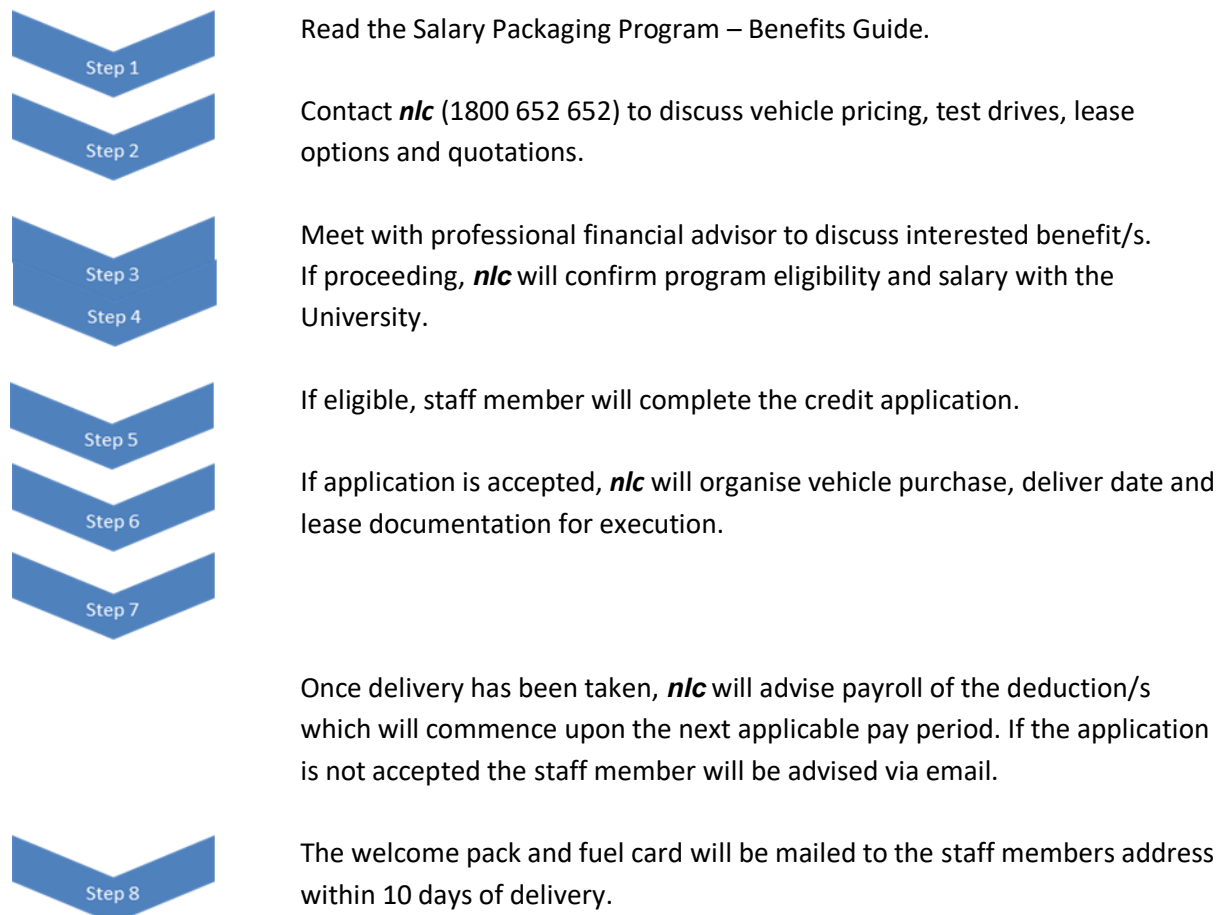 Step 1
Read the Salary Packaging Program – Benefits Guide.
Step 2
Contact nlc (1800 652 652) to discuss vehicle pricing, test drives, lease
options and quotations.
Step 3
Meet with professional financial advisor to discuss interested benefit/s.
Step 4
If proceeding, nlc will confirm program eligibility and salary with the
University.
Step 5
If eligible, staff member will complete the credit application.
Step 6
If application is accepted, nlc will organise vehicle purchase, deliver date and
lease documentation for execution.
Step 7
Once delivery has been taken, nlc will advise payroll of the deduction/s
which will commence upon the next applicable pay period. If the application
is not accepted the staff member will be advised via email.
Step 8
The welcome pack and fuel card will be mailed to the staff members address
within 10 days of delivery.